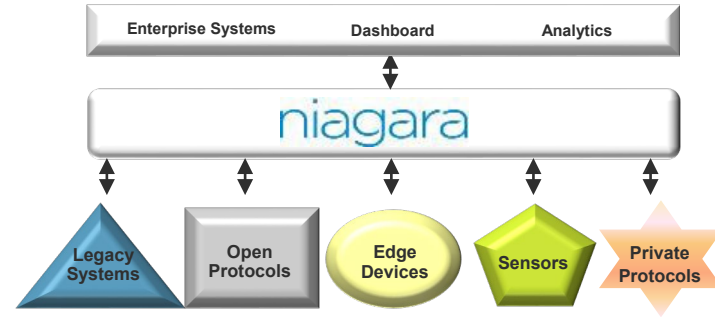 Enterprise Systems Dashboard Analytics
niagara
Legacy
Systems
Open
Protocols
Edge
Devices
Sensors
Private
Protocols